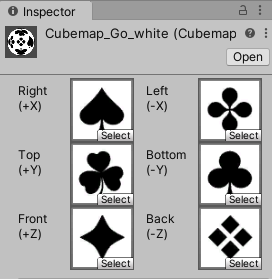 Inspector
Cubemap_Go_white (Cubemap
Open
Right
(+X)
Select
Left
(-X)
Select
Top
(+Y)
Select
Bottom
(-Y)
Select
Front
(+Z)
Select
Back
(-Z)
Select